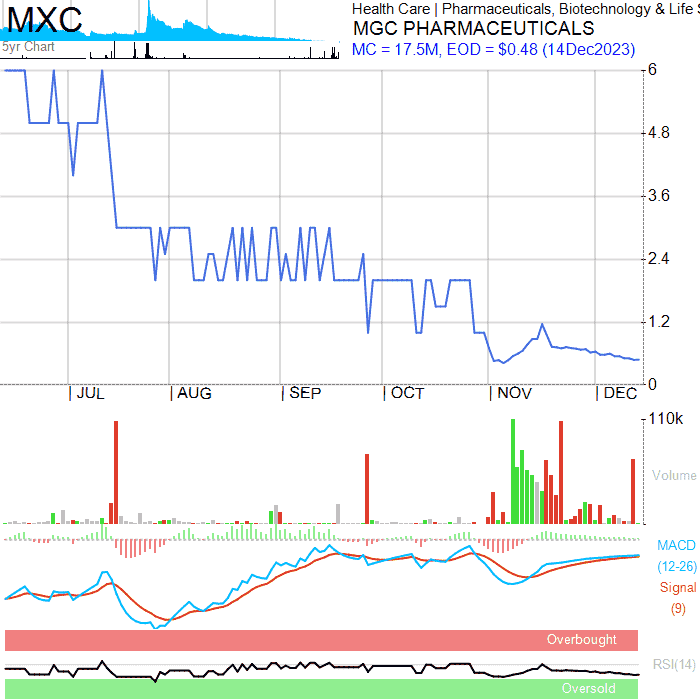 MXC
5yr Chart
Health Care | Pharmaceuticals, Biotechnology & Life S
MGC PHARMACEUTICALS
MC = 17.5M, EOD = $0.48 (14Dec2023)
6
4.8
3.6
2.4
1.2
0
| JUL | AUG | SEP | OCT | NOV | DEC
110k
Volume
0
MACD
(12-26)
Signal
(9)
Overbought
RSI(14)
Oversold